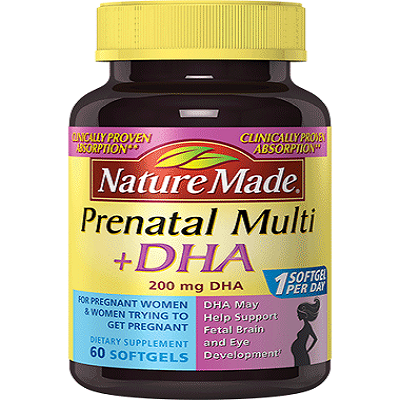 CLINICALLY PROVEN
ABSORPTION**
CLINICALLY PROVEN
ABSORPTION**
Nature Made®
Prenatal Multi
+DHA
200 mg DHA
1 SOFTGEL
PER DAY
FOR PREGNANT WOMEN
& WOMEN TRYING TO
GET PREGNANT
DIETARY SUPPLEMENT
60 SOFTGELS
DHA May
Help Support
Fetal Brain
and Eye
Development†